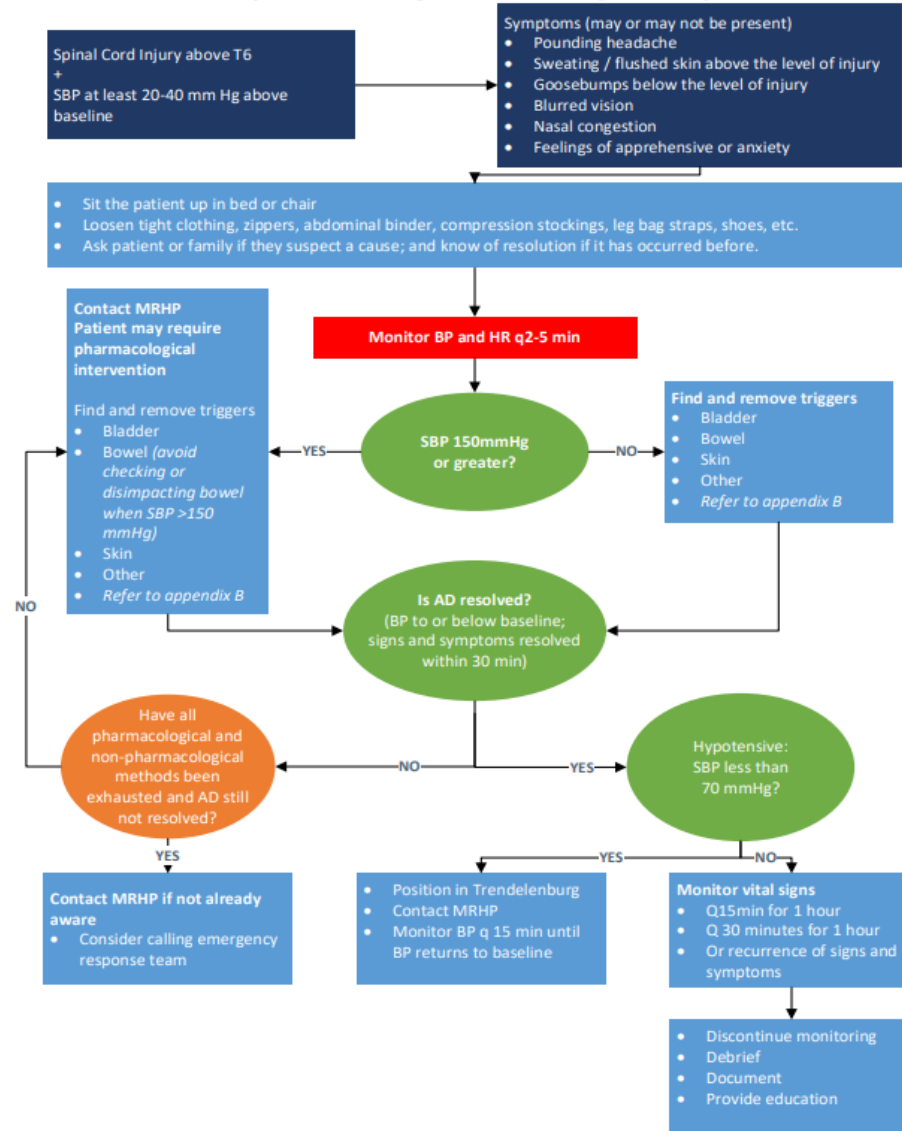 Spinal Cord Injury above T6
+
SBP at least 20-40 mm Hg above
baseline
Symptoms (may or may not be present)
• Pounding headache
• Sweating / flushed skin above the level of injury
• Goosebumps below the level of injury
• Blurred vision
• Nasal congestion
• Feelings of apprehensive or anxiety
• Sit the patient up in bed or chair
• Loosen tight clothing, zippers, abdominal binder, compression stockings, leg bag straps, shoes, etc.
• Ask patient or family if they suspect a cause; and know of resolution if it has occurred before.
Monitor BP and HR q2-5 min
Contact MRHP
Patient may require
pharmacological
intervention
Find and remove triggers
• Bladder
• Bowel (avoid
checking or
disimpacting bowel
when SBP >150
mmHg)
• Skin
• Other
• Refer to appendix B
YES
SBP 150mmHg
or greater?
NO
Find and remove triggers
• Bladder
• Bowel
• Skin
• Other
• Refer to appendix B
Is AD resolved?
(BP to or below baseline;
signs and symptoms resolved
within 30 min)
NO
Have all
pharmacological and
non-pharmacological
methods been
exhausted and AD still
not resolved?
NO
YES
Hypotensive:
SBP less than
70 mmHg?
YES
Contact MRHP if not already
aware
• Consider calling emergency
response team
YES
• Position in Trendelenburg
• Contact MRHP
• Monitor BP q 15 min until
BP returns to baseline
NO
Monitor vital signs
• Q15min for 1 hour
• Q 30 minutes for 1 hour
• Or recurrence of signs and
symptoms
• Discontinue monitoring
• Debrief
• Document
• Provide education